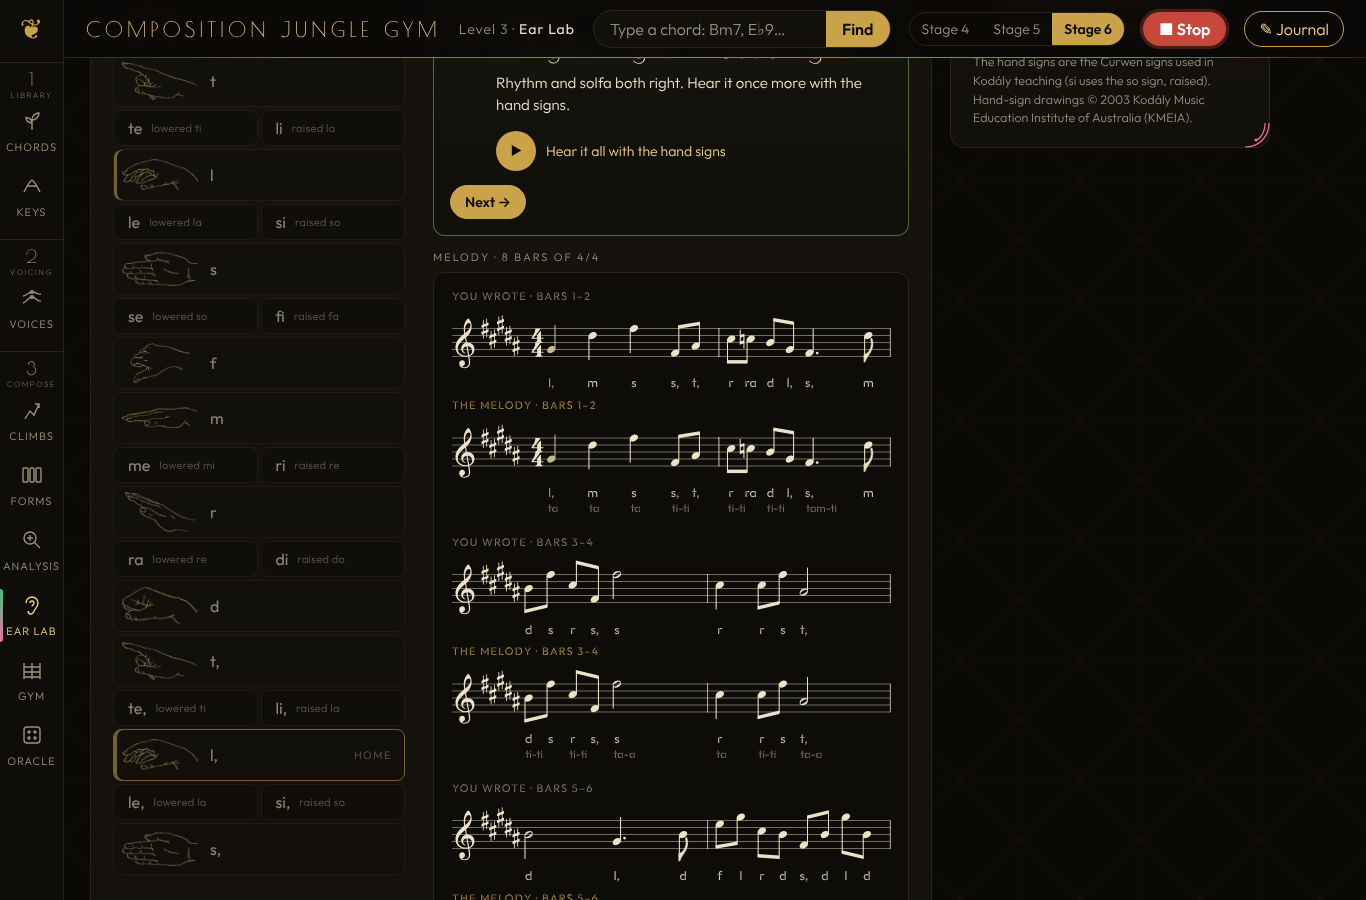 COMPOSITION JUNGLE GYM
Level 3 · Ear Lab
Type a chord: Bm7, E♭9...
Find
Stage 4
Stage 5
Stage 6
Stop
✎ Journal
1
LIBRARY
CHORDS
KEYS
2
VOICING
VOICES
3
COMPOSE
CLIMBS
FORMS
ANALYSIS
EAR LAB
GYM
ORACLE
t
te lowered ti
li raised la
l
le lowered la
si raised so
s
se lowered so
fi raised fa
f
m
me lowered mi
ri raised re
r
ra lowered re
di raised do
d
t,
te, lowered ti
li, raised la
l,
HOME
le, lowered la
si, raised so
s,
Rhythm and solfa both right. Hear it once more with the
hand signs.
Hear it all with the hand signs
Next →
MELODY · 8 BARS OF 4/4
YOU WROTE · BARS 1–2
l, m s s, t, r ra d l, s, m
THE MELODY · BARS 1–2
l, m s s, t, r ra d l, s, m
ta ta ta ti-ti ti-ti ti-ti tam-ti
YOU WROTE · BARS 3–4
d s r s, s r r s t,
THE MELODY · BARS 3–4
d s r s, s r r s t,
ti-ti ti-ti ta-a ta ti-ti ta-a
YOU WROTE · BARS 5–6
d l, d f l r d s, d l d
THE MELODY · BARS 5–6
The hand signs are the Curwen signs used in
Kodály teaching (si uses the so sign, raised).
Hand-sign drawings © 2003 Kodály Music
Education Institute of Australia (KMEIA).